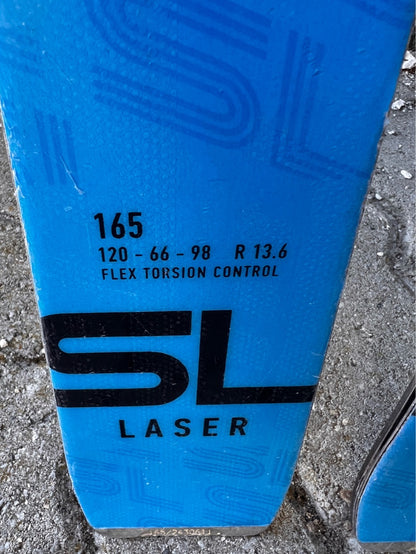 165
120 - 66 - 98 R 13.6
FLEX TORSION CONTROL
SL
LASER